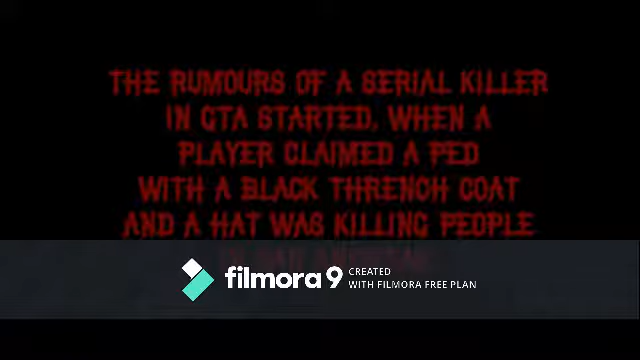 THE RUMOURS OF A SERIAL KILLER
IN GTA STARTED, WHEN A
PLAYER CLAIMED A PED
WITH A BLACK THRENCH COAT
AND A HAT WAS KILLING PEOPLE
filmora 9 CREATED
WITH FILMORA FREE PLAN